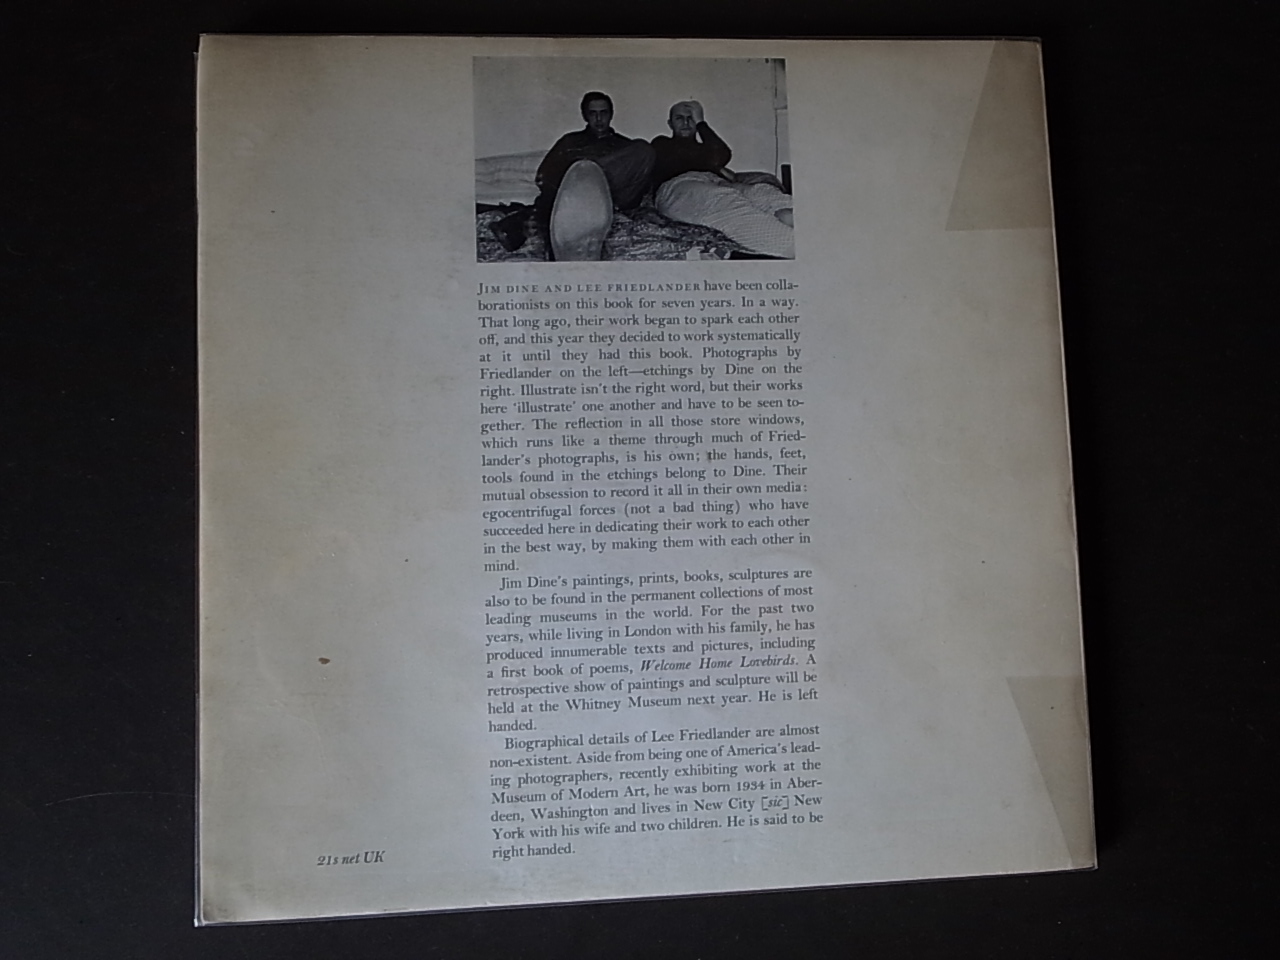 JIM DINE AND LEE FRIEDLANDER have been colla-
borationists on this book for seven years. In a way.
That long ago, their work began to spark each other
off, and this year they decided to work systematically
at it until they had this book. Photographs by
Friedlander on the left—etchings by Dine on the
right. Illustrate isn't the right word, but their works
here 'illustrate' one another and have to be seen to-
gether. The reflection in all those store windows,
which runs like a theme through much of Fried-
lander's photographs, is his own; the hands, feet,
tools found in the etchings belong to Dine. Their
mutual obsession to record it all in their own media:
egocentrifugal forces (not a bad thing) who have
succeeded here in dedicating their work to each other
in the best way, by making them with each other in
mind.
Jim Dine's paintings, prints, books, sculptures are
also to be found in the permanent collections of most
leading museums in the world. For the past two
years, while living in London with his family, he has
produced innumerable texts and pictures, including
a first book of poems, Welcome Home Lovebirds. A
retrospective show of paintings and sculpture will be
held at the Whitney Museum next year. He is left
handed.
Biographical details of Lee Friedlander are almost
non-existent. Aside from being one of America's lead-
ing photographers, recently exhibiting work at the
Museum of Modern Art, he was born 1934 in Aber-
deen, Washington and lives in New City [sic] New
York with his wife and two children. He is said to be
right handed.
21s net UK